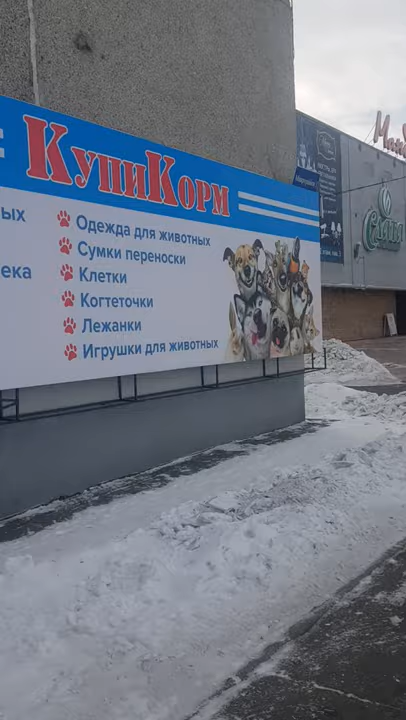 КупиКорм
ых
ека
Одежда для животных
Сумки переноски
Клетки
Когтеточки
Лежанки
Игрушки для животных